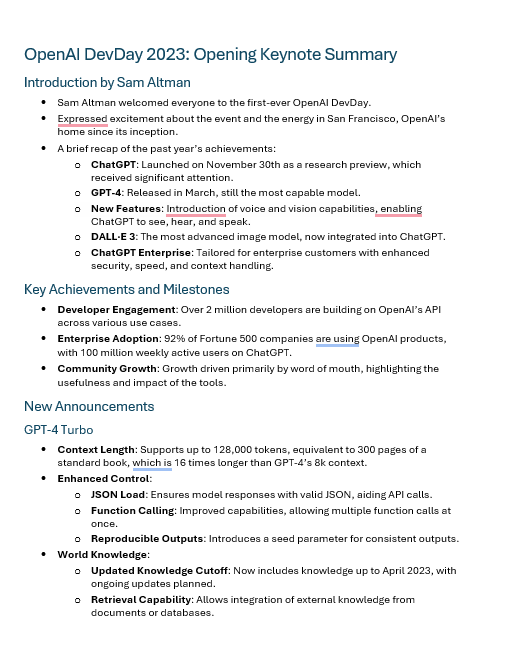 OpenAI DevDay 2023: Opening Keynote Summary
Introduction by Sam Altman
• Sam Altman welcomed everyone to the first-ever OpenAI DevDay.
• Expressed excitement about the event and the energy in San Francisco, OpenAI's
home since its inception.
• A brief recap of the past year's achievements:
o ChatGPT: Launched on November 30th as a research preview, which
received significant attention.
o GPT-4: Released in March, still the most capable model.
o New Features: Introduction of voice and vision capabilities, enabling
ChatGPT to see, hear, and speak.
o DALL·E 3: The most advanced image model, now integrated into ChatGPT.
o ChatGPT Enterprise: Tailored for enterprise customers with enhanced
security, speed, and context handling.
Key Achievements and Milestones
• Developer Engagement: Over 2 million developers are building on OpenAI's API
across various use cases.
• Enterprise Adoption: 92% of Fortune 500 companies are using OpenAI products,
with 100 million weekly active users on ChatGPT.
• Community Growth: Growth driven primarily by word of mouth, highlighting the
usefulness and impact of the tools.
New Announcements
GPT-4 Turbo
• Context Length: Supports up to 128,000 tokens, equivalent to 300 pages of a
standard book, which is 16 times longer than GPT-4's 8k context.
• Enhanced Control:
o JSON Load: Ensures model responses with valid JSON, aiding API calls.
o Function Calling: Improved capabilities, allowing multiple function calls at
once.
o Reproducible Outputs: Introduces a seed parameter for consistent outputs.
• World Knowledge:
o Updated Knowledge Cutoff: Now includes knowledge up to April 2023, with
ongoing updates planned.
o Retrieval Capability: Allows integration of external knowledge from
documents or databases.